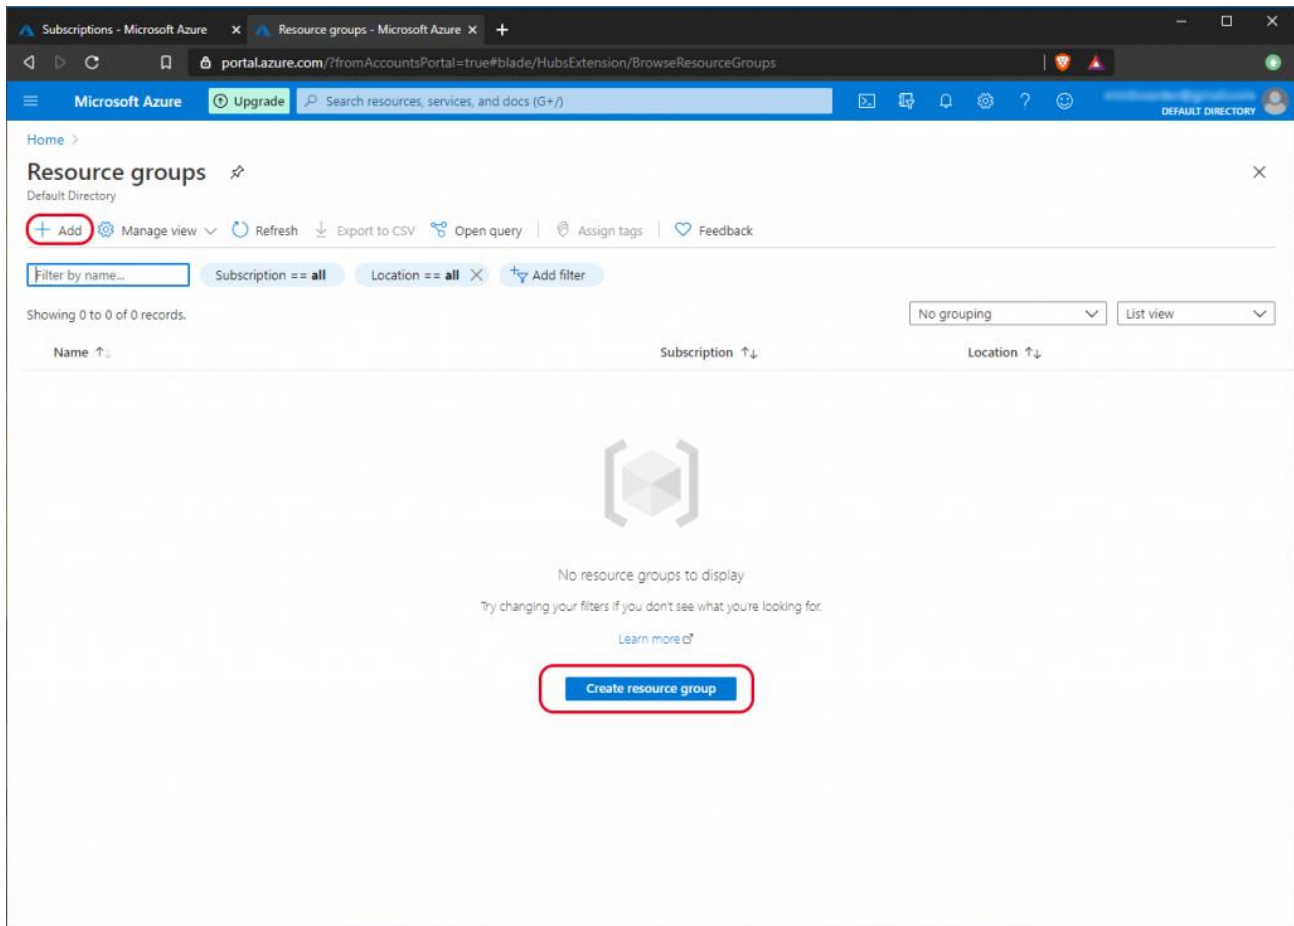 Subscriptions - Microsoft Azure X Resource groups - Microsoft Azure X +
portal.azure.com/?fromAccountsPortal=true#blade/HubsExtension/BrowseResourceGroups
Microsoft Azure Upgrade Search resources, services, and docs (G+/)
DEFAULT DIRECTORY
Home >
Resource groups
Default Directory
+ Add Manage view Refresh Export to CSV Open query Assign tags Feedback
Filter by name... Subscription == all Location == all X Add filter
Showing 0 to 0 of 0 records. No grouping List view
Name ↑↓ Subscription ↑↓ Location ↑↓
No resource groups to display
Try changing your filters if you don't see what you're looking for.
Learn more
Create resource group